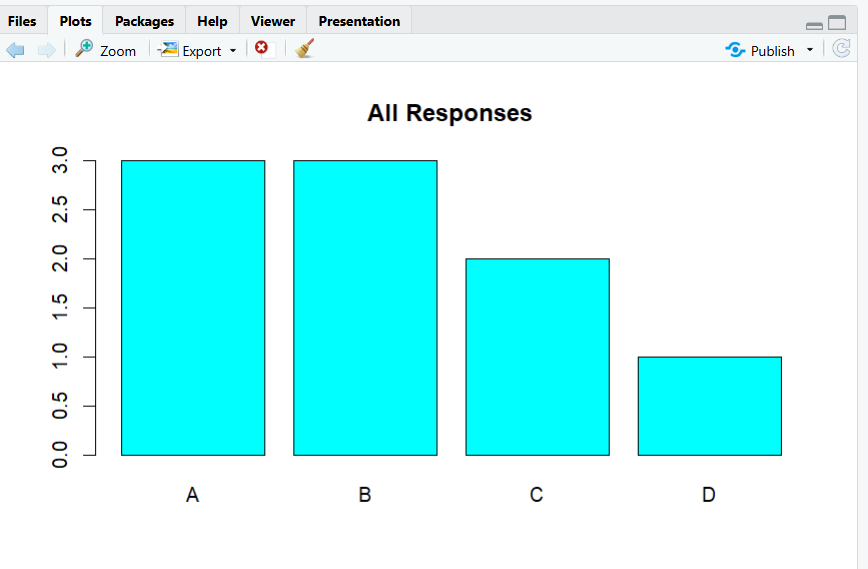 Files Plots Packages Help Viewer Presentation
Zoom Export Publish
All Responses
3.0
2.5
2.0
1.5
1.0
0.5
0.0
A B C D